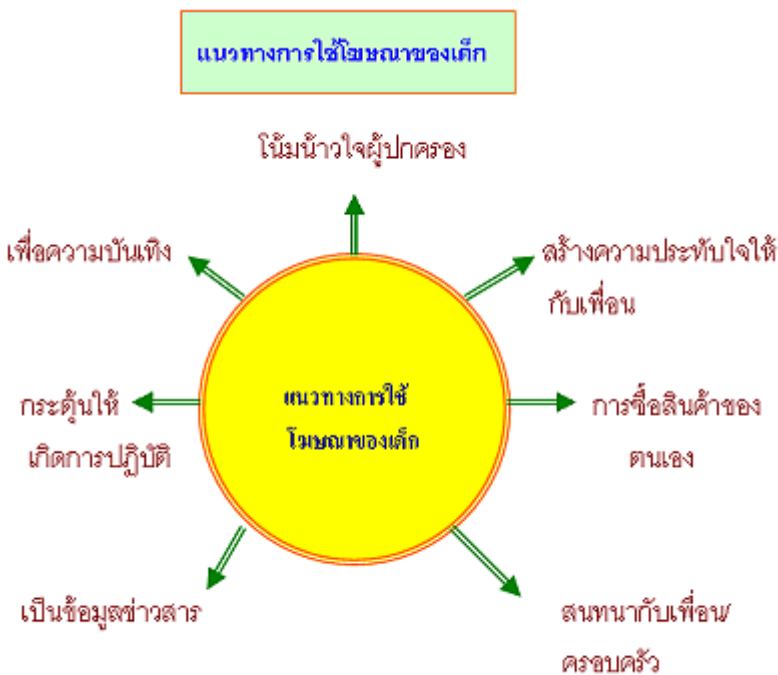 แนวทางการใช้โฆษณาของเด็ก
โน้มน้าวใจผู้ปกครอง
เพื่อความบันเทิง
สร้างความประทับใจให้
กับเพื่อน
กระตุ้นให้
เกิดการปฏิบัติ
แนวทางการใช้
โฆษณาของเด็ก
การซื้อสินค้าของ
ตนเอง
เป็นข้อมูลข่าวสาร
สนทนากับเพื่อน/
ครอบครัว